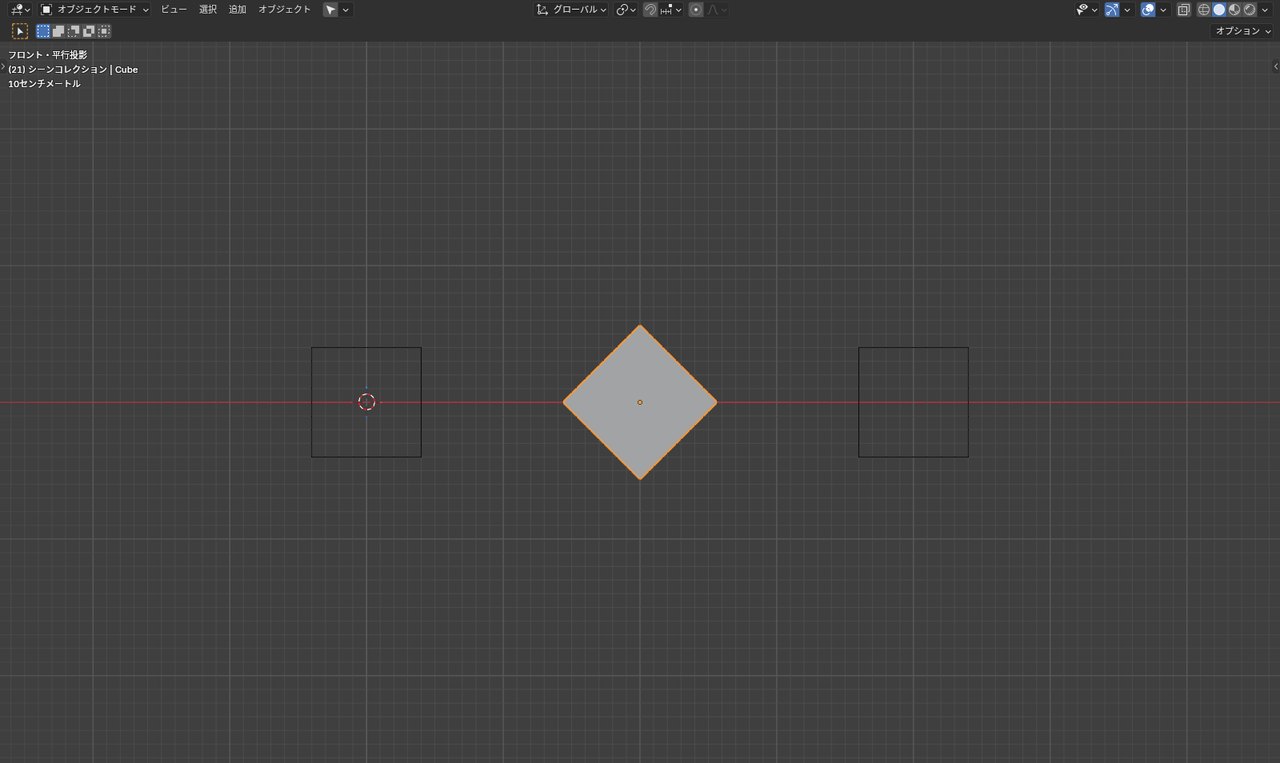 オブジェクトモード ビュー 選択 追加 オブジェクト グローバル
オプション
フロント・平行投影
(21) シーンコレクション | Cube
10センチメートル